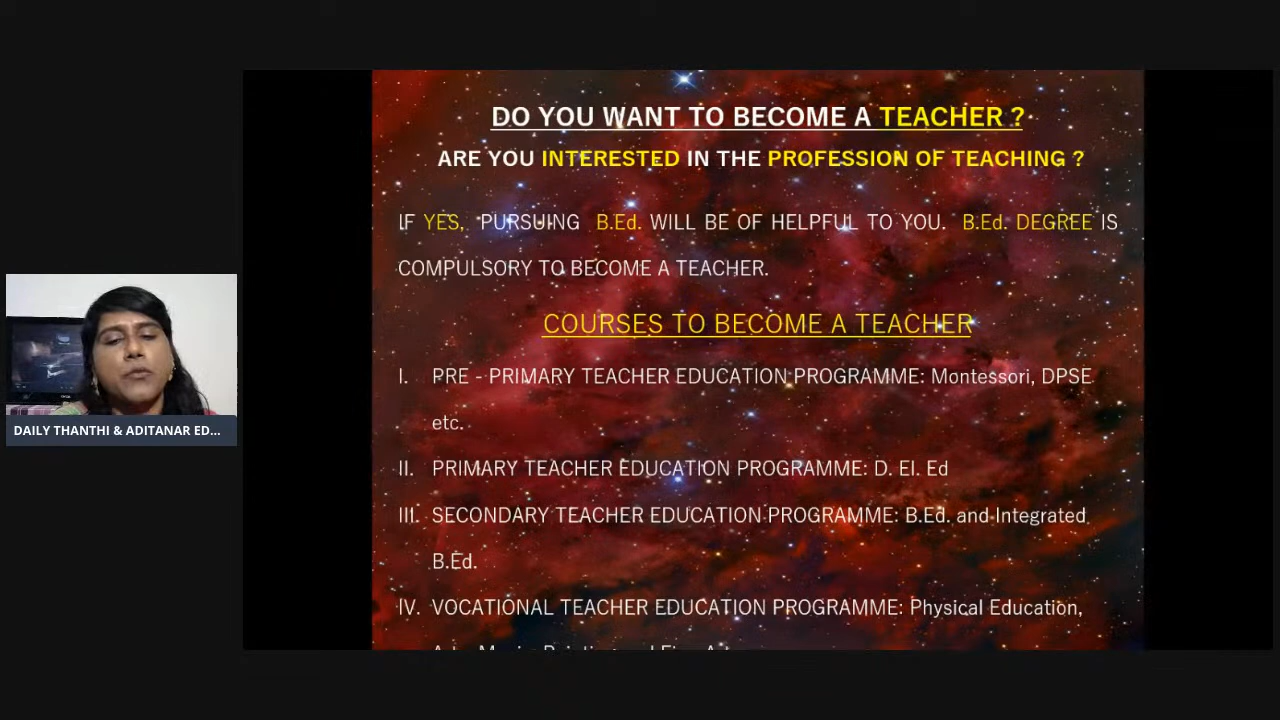 DO YOU WANT TO BECOME A TEACHER ?
ARE YOU INTERESTED IN THE PROFESSION OF TEACHING ?
IF YES, PURSUING B.Ed. WILL BE OF HELPFUL TO YOU. B.Ed. DEGREE IS
COMPULSORY TO BECOME A TEACHER.
COURSES TO BECOME A TEACHER
I. PRE - PRIMARY TEACHER EDUCATION PROGRAMME: Montessori, DPSE
etc.
II. PRIMARY TEACHER EDUCATION PROGRAMME: D. El. Ed
III. SECONDARY TEACHER EDUCATION PROGRAMME: B.Ed. and Integrated
B.Ed.
IV. VOCATIONAL TEACHER EDUCATION PROGRAMME: Physical Education,
DAILY THANTHI & ADITANAR ED...